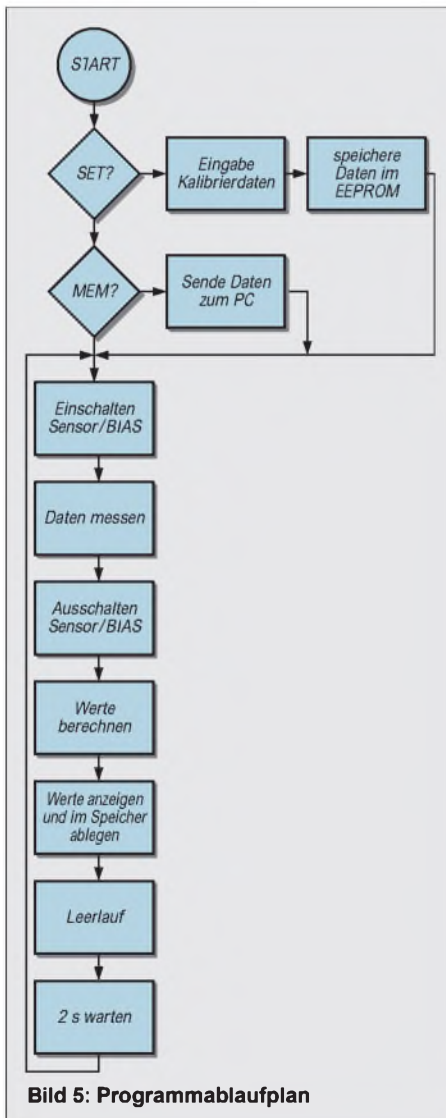 START
SET?
Eingabe
Kalibrierdaten
speichere
Daten im
EEPROM
MEM?
Sende Daten
zum PC
Einschalten
Sensor/BIAS
Daten messen
Ausschalten
Sensor/BIAS
Werte
berechnen
Werte anzeigen
und im Speicher
ablegen
Leerlauf
2 s warten
Bild 5: Programmablaufplan